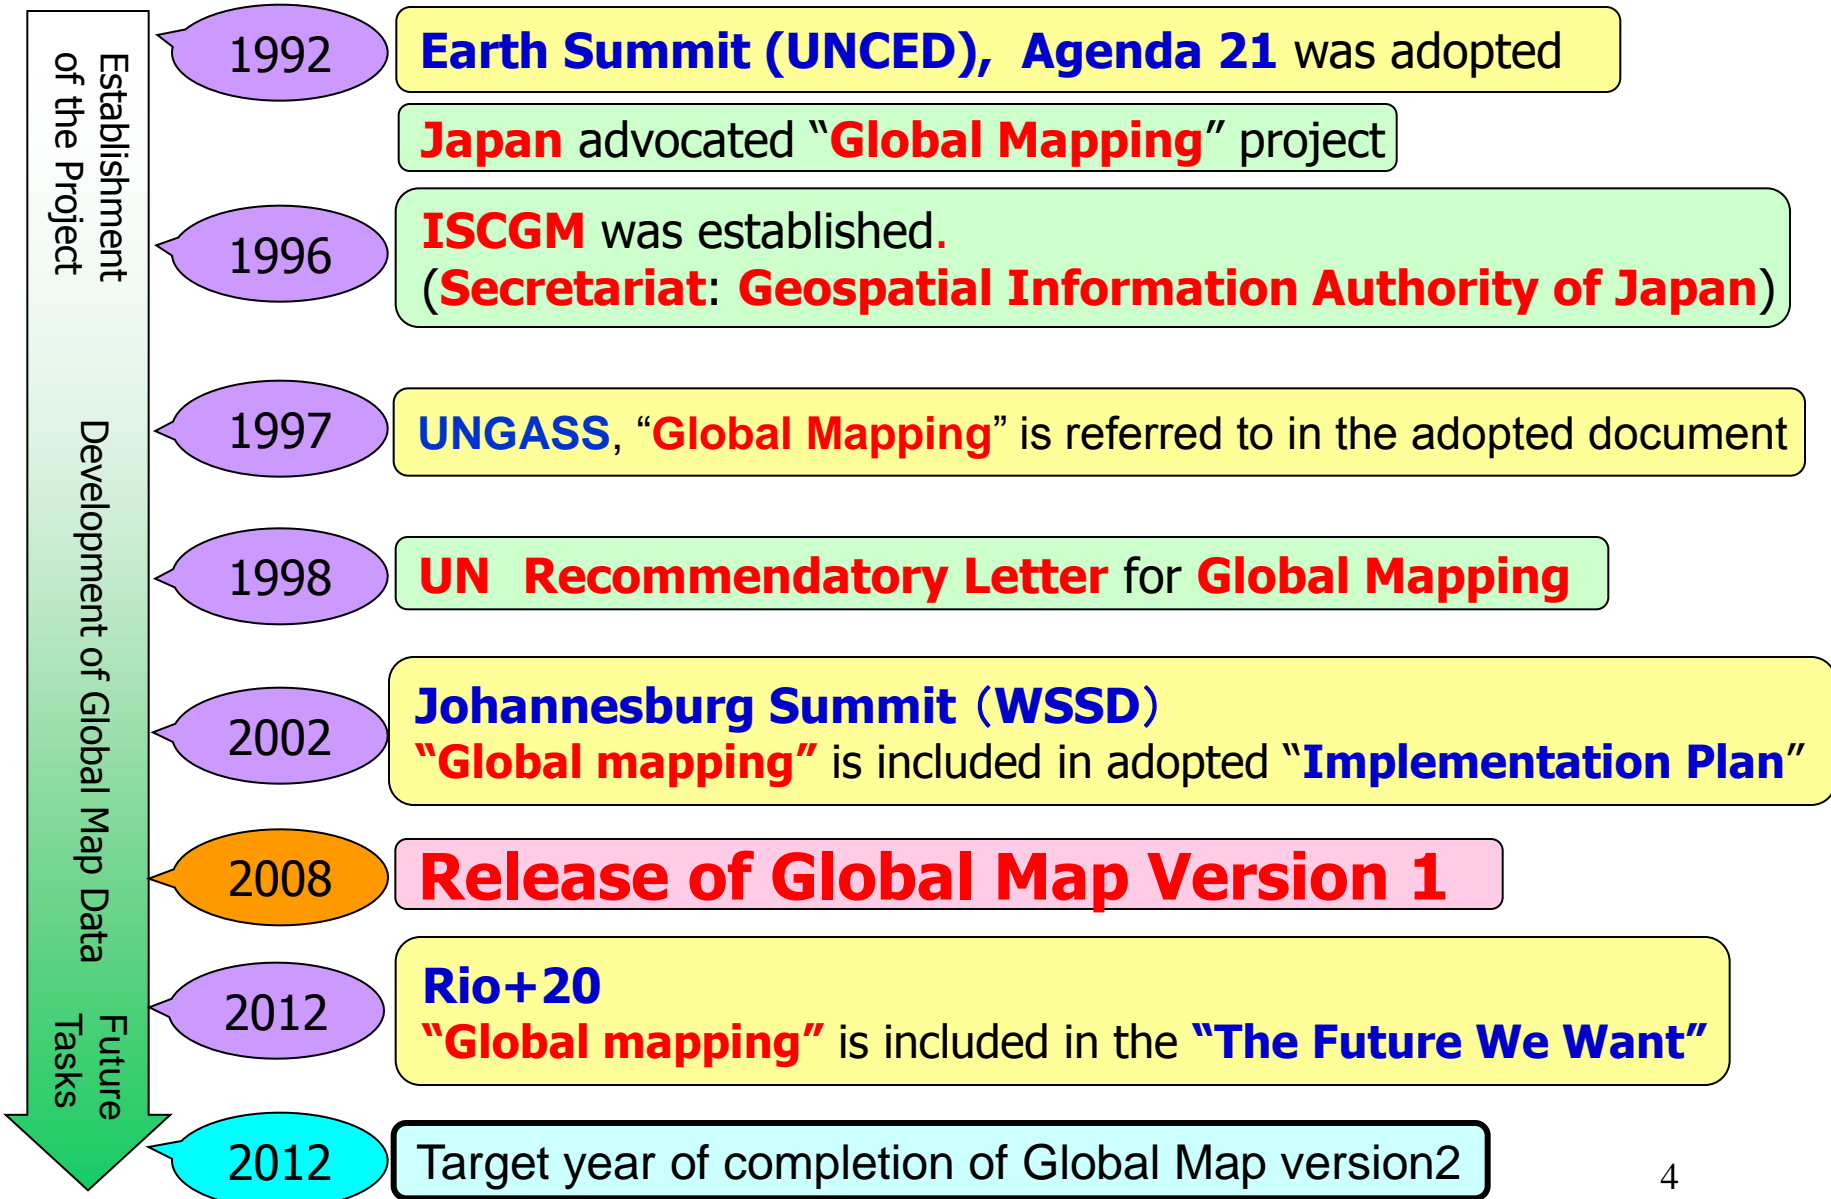 Establishment
of the Project
Development of Global Map Data
Future
Tasks
1992
Earth Summit (UNCED), Agenda 21 was adopted
Japan advocated “Global Mapping” project
1996
ISCGM was established.
(Secretariat: Geospatial Information Authority of Japan)
1997
UNGASS, “Global Mapping” is referred to in the adopted document
1998
UN Recommendatory Letter for Global Mapping
2002
Johannesburg Summit（WSSD）
“Global mapping” is included in adopted “Implementation Plan”
2008
Release of Global Map Version 1
2012
Rio+20
“Global mapping” is included in the “The Future We Want”
2012
Target year of completion of Global Map version2
4